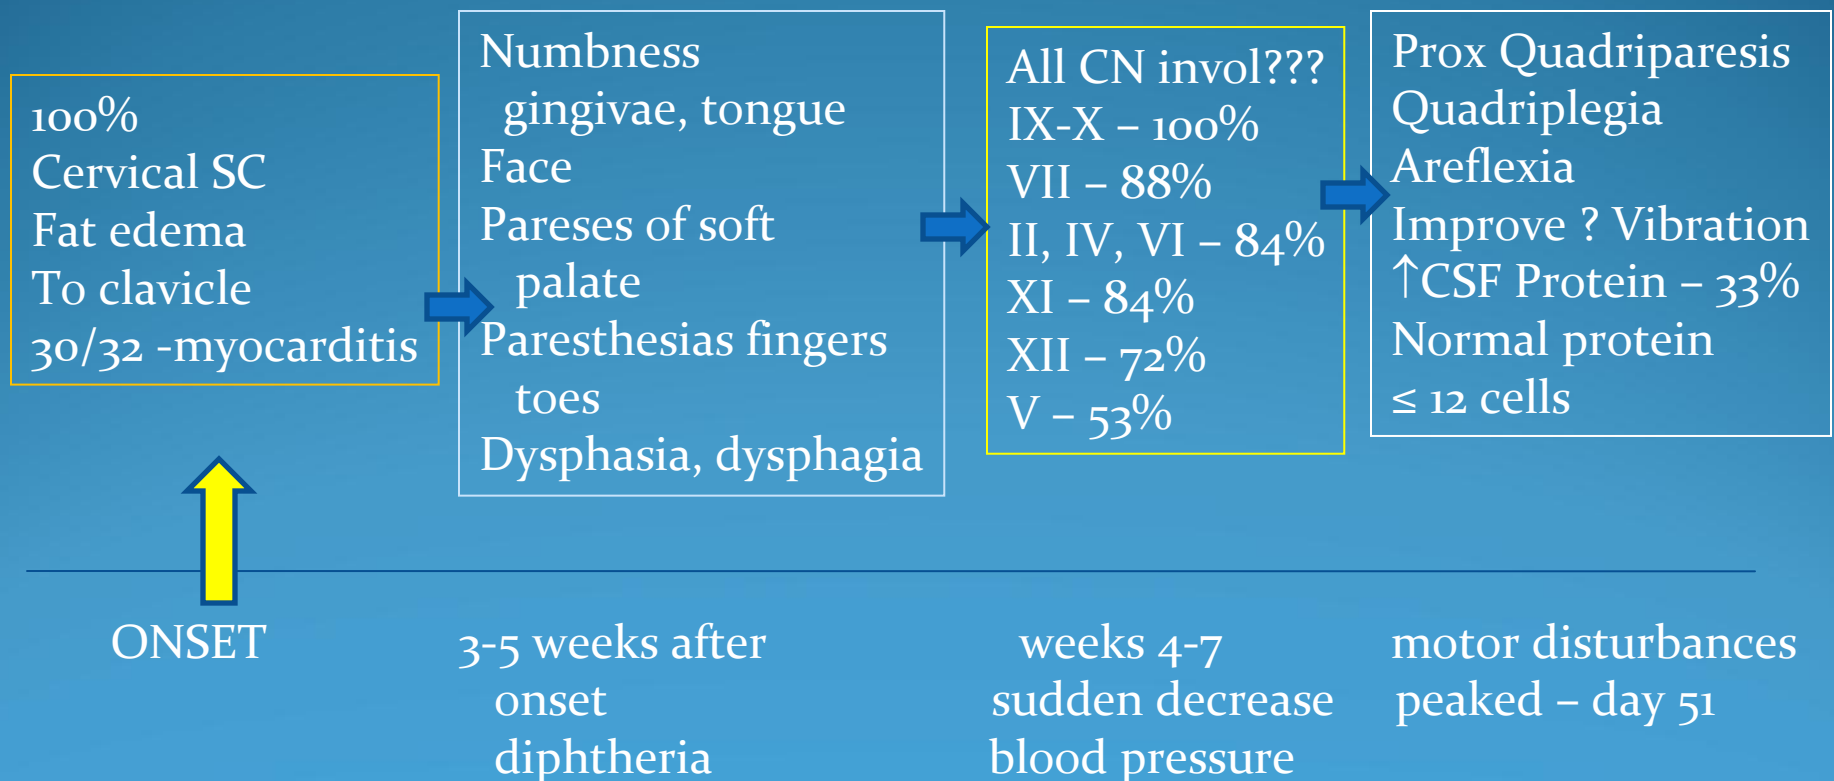 100%
Cervical SC
Fat edema
To clavicle
30/32 -myocarditis
Numbness
gingivae, tongue
Face
Pareses of soft
palate
Paresthesias fingers
toes
Dysphasia, dysphagia
All CN invol???
IX-X – 100%
VII – 88%
II, IV, VI – 84%
XI – 84%
XII – 72%
V – 53%
Prox Quadriparesis
Quadriplegia
Areflexia
Improve ? Vibration
↑CSF Protein – 33%
Normal protein
≤ 12 cells
ONSET
3-5 weeks after
onset
diphtheria
weeks 4-7
sudden decrease
blood pressure
motor disturbances
peaked – day 51